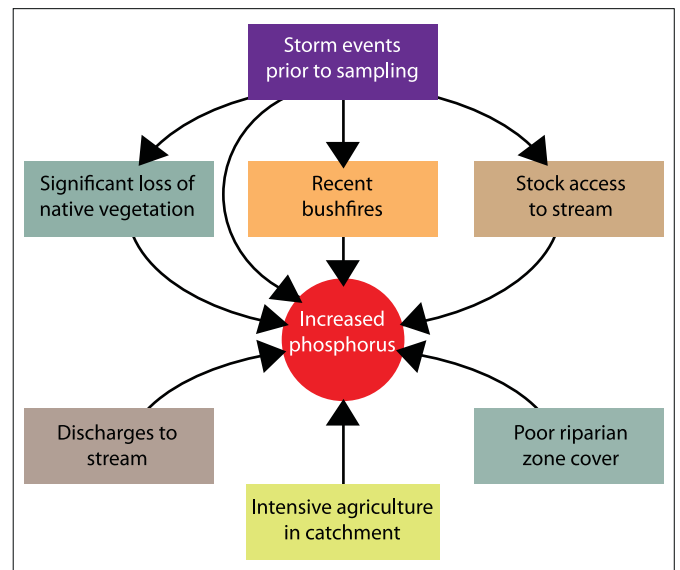 Storm events
prior to sampling
Significant loss of
native vegetation
Recent
bushfires
Stock access
to stream
Increased
phosphorus
Discharges to
stream
Poor riparian
zone cover
Intensive agriculture
in catchment